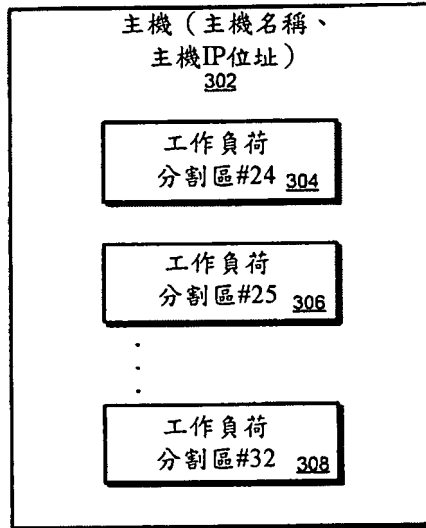 主機（主機名稱、
主機IP位址）
302
工作負荷
分割區#24 304
工作負荷
分割區#25 306
工作負荷
分割區#32 308